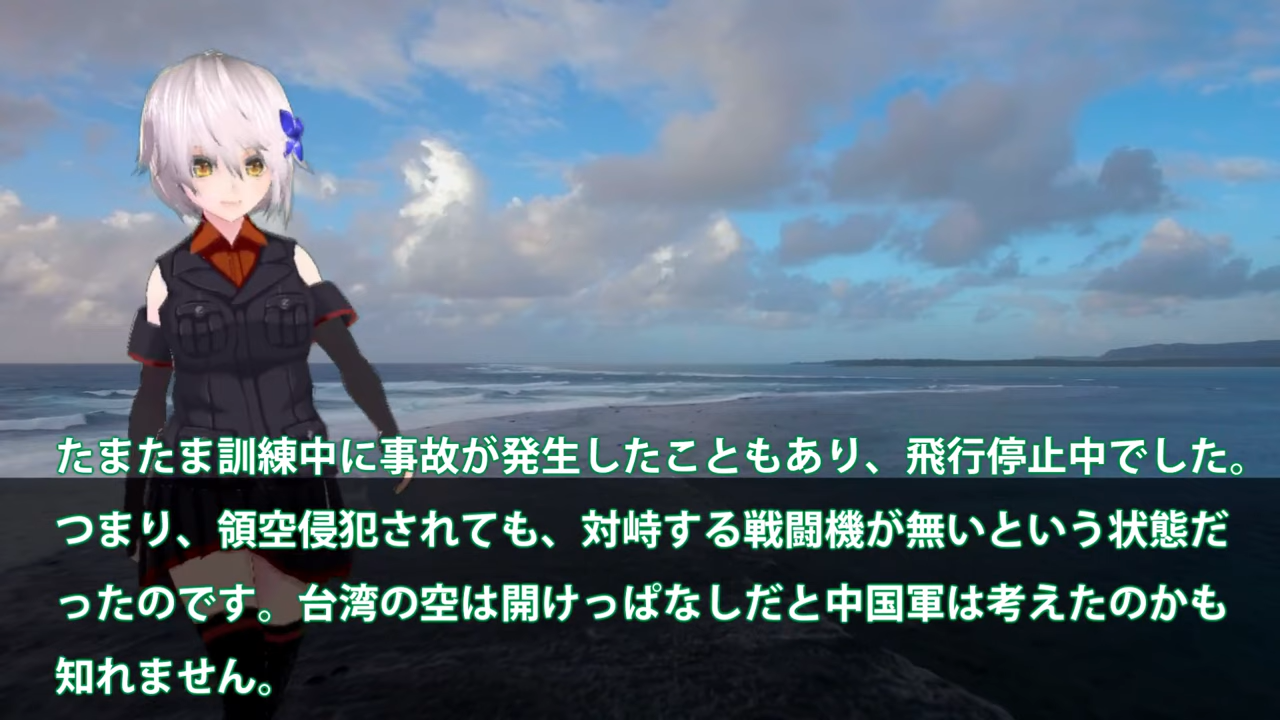 たまたま訓練中に事故が発生したこともあり、飛行停止中でした。
つまり、領空侵犯されても、対峙する戦闘機が無いという状態だ
ったのです。台湾の空は開けっぱなしだと中国軍は考えたのかも
知れません。